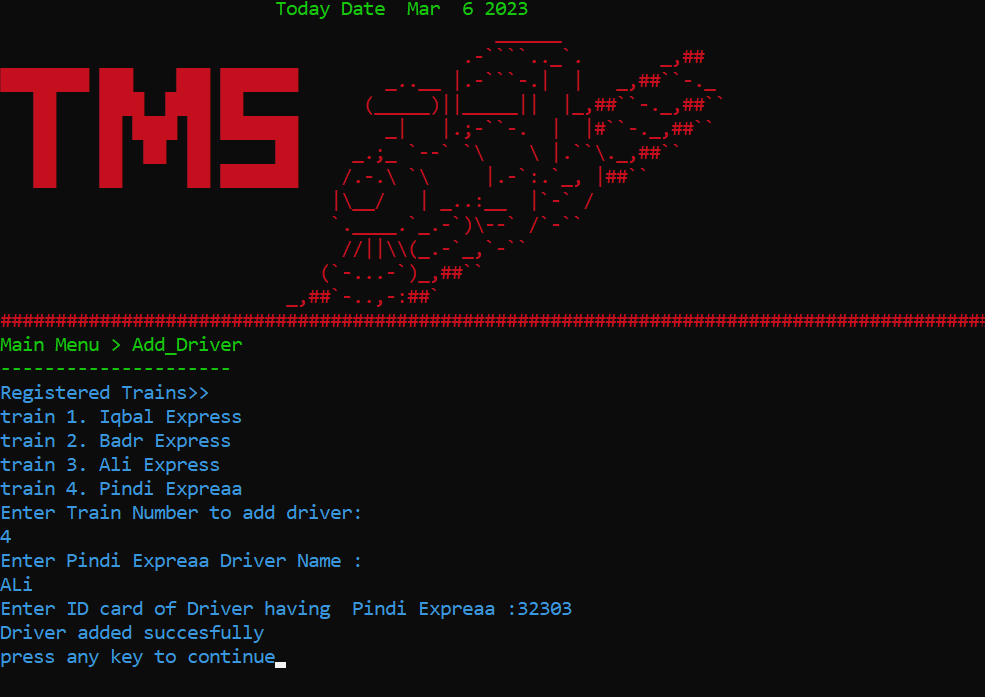 Today Date  Mar  6 2023
TMS
Main Menu > Add_Driver
---------------------
Registered Trains>>
train 1. Iqbal Express
train 2. Badr Express
train 3. Ali Express
train 4. Pindi Expreaa
Enter Train Number to add driver:
4
Enter Pindi Expreaa Driver Name :
ALi
Enter ID card of Driver having  Pindi Expreaa :32303
Driver added succesfully
press any key to continue